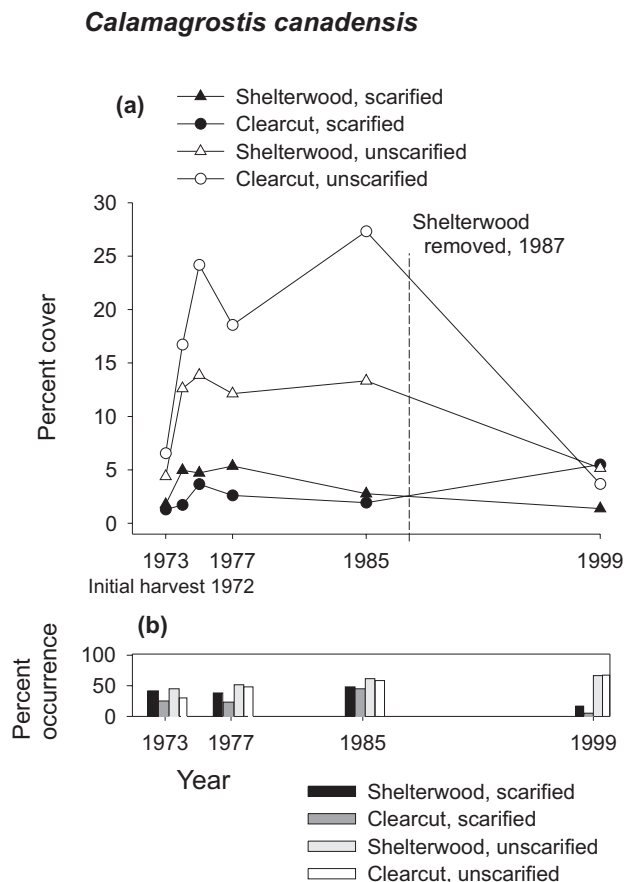 Calamagrostis canadensis
(a)
Shelterwood, scarified
Clearcut, scarified
Shelterwood, unscarified
Clearcut, unscarified
30
25
20
15
10
5
0
Percent cover
Shelterwood
removed, 1987
1973
1977
1985
1999
Initial harvest 1972
(b)
Percent
occurrence
100
50
0
1973
1977
1985
1999
Year
Shelterwood, scarified
Clearcut, scarified
Shelterwood, unscarified
Clearcut, unscarified